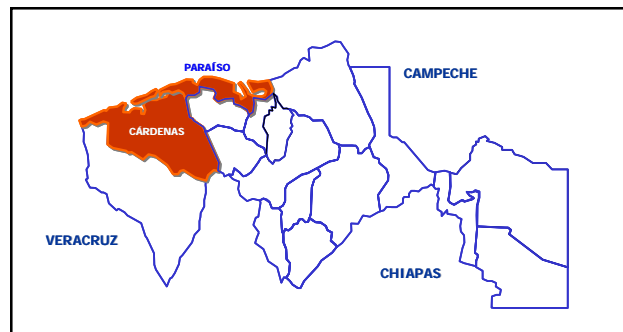 PARAÍSO
CAMPECHE
CÁRDENAS
VERACRUZ
CHIAPAS